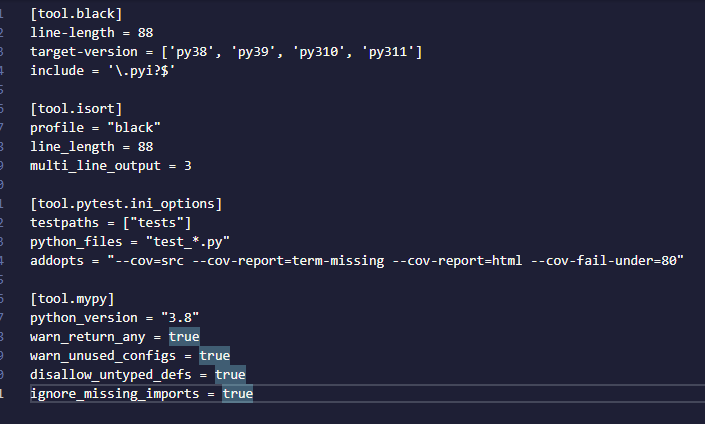 [tool.black]
line-length = 88
target-version = ['py38', 'py39', 'py310', 'py311']
include = '\.pyi?$'
[tool.isort]
profile = "black"
line_length = 88
multi_line_output = 3
[tool.pytest.ini_options]
testpaths = ["tests"]
python_files = "test_*.py"
addopts = "--cov=src --cov-report=term-missing --cov-report=html --cov-fail-under=80"
[tool.mypy]
python_version = "3.8"
warn_return_any = true
warn_unused_configs = true
disallow_untyped_defs = true
ignore_missing_imports = true